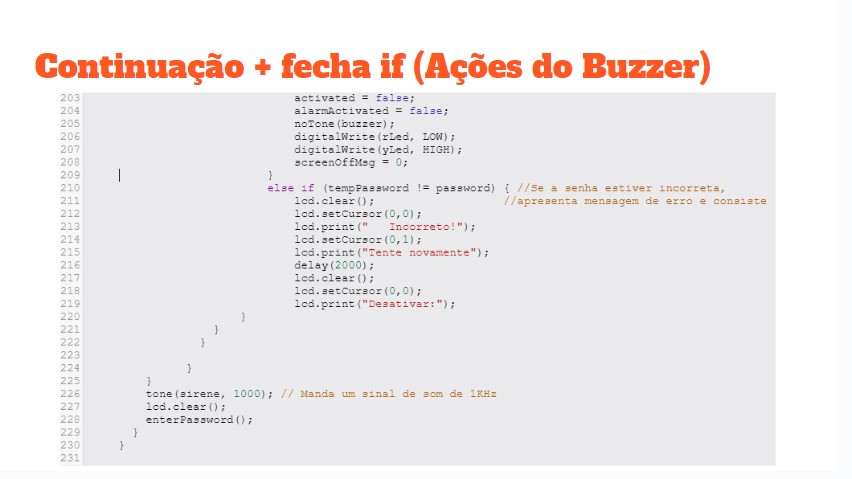 Continuação + fecha if (Ações do Buzzer)
203 activated = false;
204 alarmActivated = false;
205 noTone(buzzer);
206 digitalWrite(rLed, LOW);
207 digitalWrite(yLed, HIGH);
208 screenOffMsg = 0;
209 }
210 else if (tempPassword != password) { //Se a senha estiver incorreta,
211 lcd.clear(); //apresenta mensagem de erro e consiste
212 lcd.setCursor(0,0);
213 lcd.print("   Incorreto!");
214 lcd.setCursor(0,1);
215 lcd.print("Tente novamente");
216 delay(2000);
217 lcd.clear();
218 lcd.setCursor(0,0);
219 lcd.print("Desativar:");
220 }
221 }
222 }
223
224 }
225 }
226 tone(sirene, 1000); // Manda um sinal de som de 1KHz
227 lcd.clear();
228 enterPassword();
229 }
230 }
231